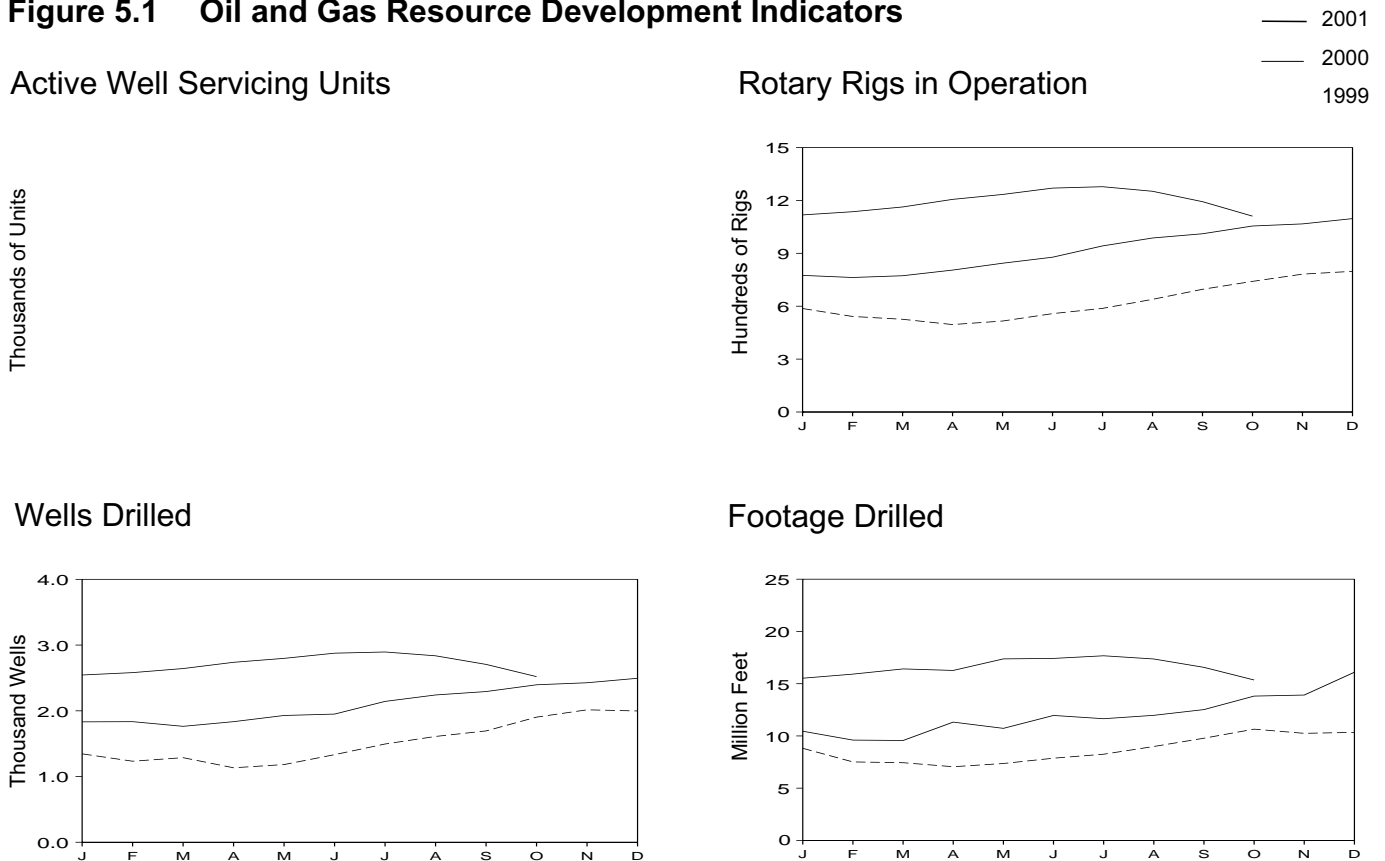 Figure 5.1 Oil and Gas Resource Development Indicators
2001
2000
1999
Active Well Servicing Units
Thousands of Units
Rotary Rigs in Operation
Hundreds of Rigs
15
12
9
6
3
0
J F M A M J J A S O N D
Wells Drilled
Thousand Wells
4.0
3.0
2.0
1.0
0.0
J F M A M J J A S O N D
Footage Drilled
Million Feet
25
20
15
10
5
0
J F M A M J J A S O N D